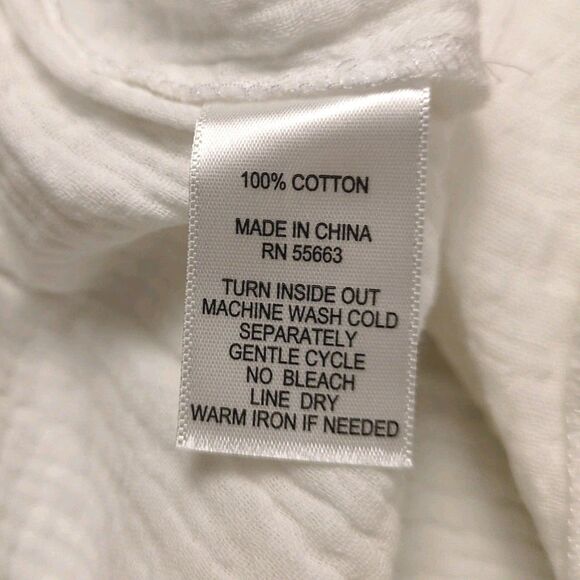 100% COTTON
MADE IN CHINA
RN 55663
TURN INSIDE OUT
MACHINE WASH COLD
SEPARATELY
GENTLE CYCLE
NO BLEACH
LINE DRY
WARM IRON IF NEEDED